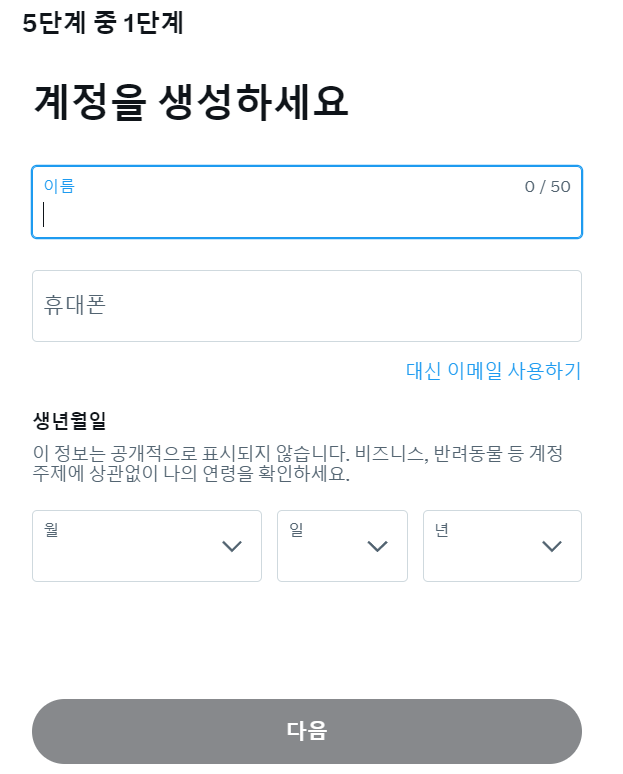 5단계 중 1단계
계정을 생성하세요
이름 0 / 50
휴대폰
대신 이메일 사용하기
생년월일
이 정보는 공개적으로 표시되지 않습니다. 비즈니스, 반려동물 등 계정
주제에 상관없이 나의 연령을 확인하세요.
월 일 년
다음